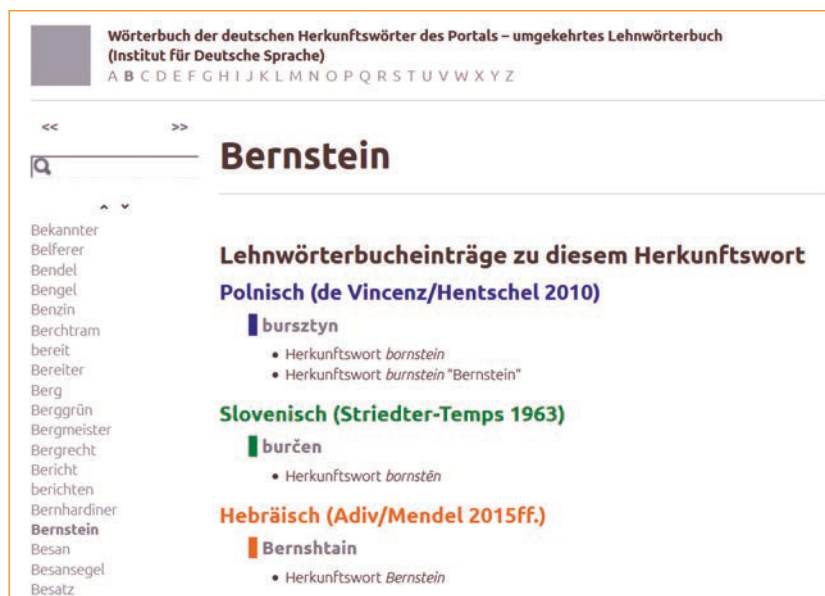 Wörterbuch der deutschen Herkunftswörter des Portals – umgekehrtes Lehnwörterbuch
(Institut für Deutsche Sprache)
A B C D E F G H I J K L M N O P Q R S T U V W X Y Z
<< >>
Bekannter
Belferer
Bendel
Bengel
Benzin
Berchtram
bereit
Bereiter
Berg
Berggrün
Bergmeister
Bergrecht
Bericht
berichten
Bernhardiner
Bernstein
Besan
Besansegel
Besatz
Bernstein
Lehnwörterbucheinträge zu diesem Herkunftswort
Polnisch (de Vincenz/Hentschel 2010)
bursztyn
• Herkunftswort bornstein
• Herkunftswort burnstein "Bernstein"
Slovenisch (Striedter-Temps 1963)
burčen
• Herkunftswort bornstēn
Hebräisch (Adiv/Mendel 2015ff.)
Bernshtain
• Herkunftswort Bernstein